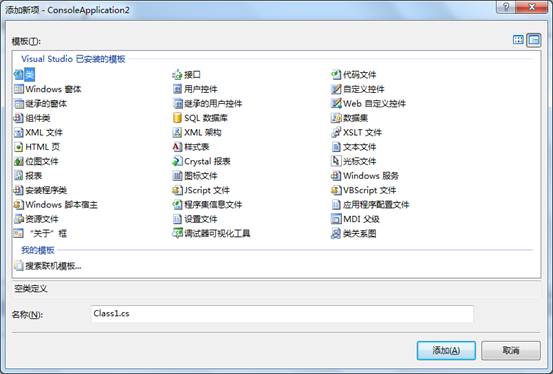 添加新项 - ConsoleApplication2
模板(T):
Visual Studio 已安装的模板
类 接口 代码文件
Windows 窗体 用户控件 自定义控件
继承的窗体 继承的用户控件 Web 自定义控件
组件类 SQL 数据库 数据集
XML 文件 XML 架构 XSLT 文件
HTML 页 样式表 文本文件
位图文件 Crystal 报表 光标文件
报表 图标文件 Windows 服务
安装程序类 JScript 文件 VBScript 文件
Windows 脚本宿主 程序集信息文件 应用程序配置文件
资源文件 设置文件 MDI 父级
“关于”框 调试器可视化工具 类关系图
我的模板
搜索联机模板...
空类定义
名称(N): Class1.cs
添加(A) 取消